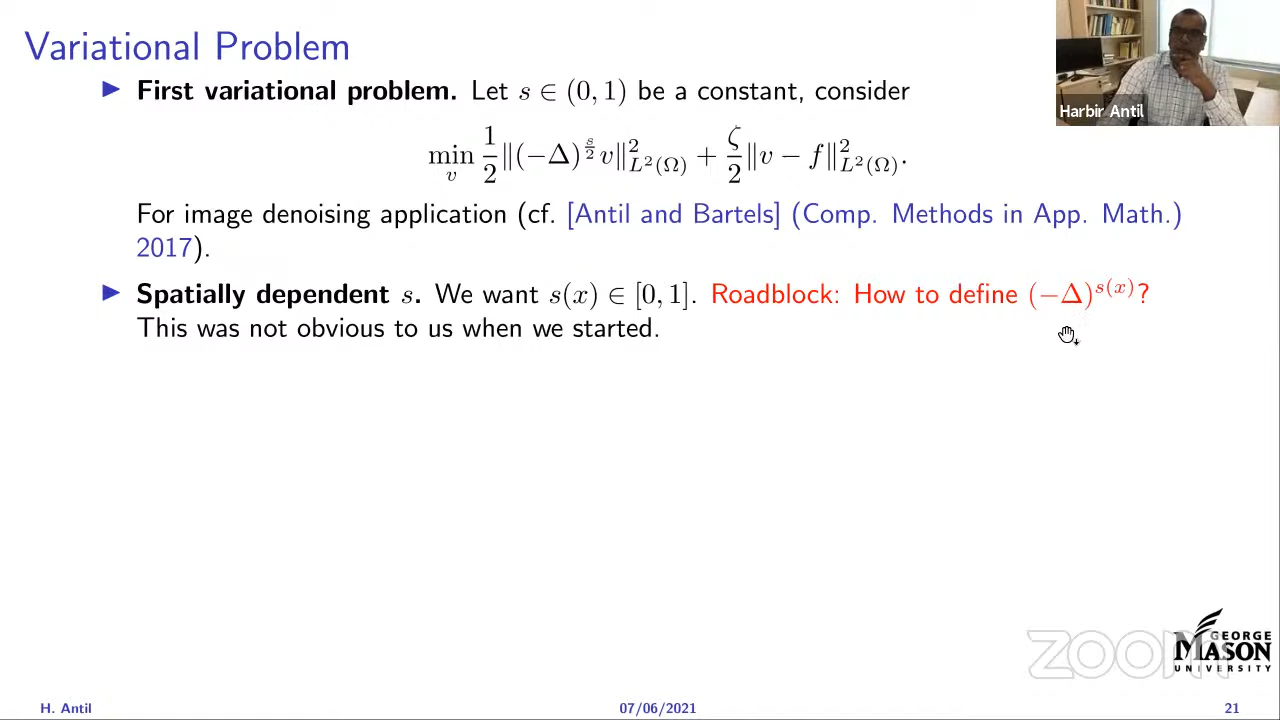 Variational Problem
Harbir Antil
▶ First variational problem. Let s ∈ (0, 1) be a constant, consider
min_v 1/2 ‖(−Δ)^{s/2} v‖²_{L²(Ω)} + ζ/2 ‖v − f‖²_{L²(Ω)}.
For image denoising application (cf. [Antil and Bartels] (Comp. Methods in App. Math.)
2017).
▶ Spatially dependent s. We want s(x) ∈ [0, 1]. Roadblock: How to define (−Δ)^{s(x)}?
This was not obvious to us when we started.
zoom
GEORGE
MASON
UNIVERSITY
H. Antil
07/06/2021
21